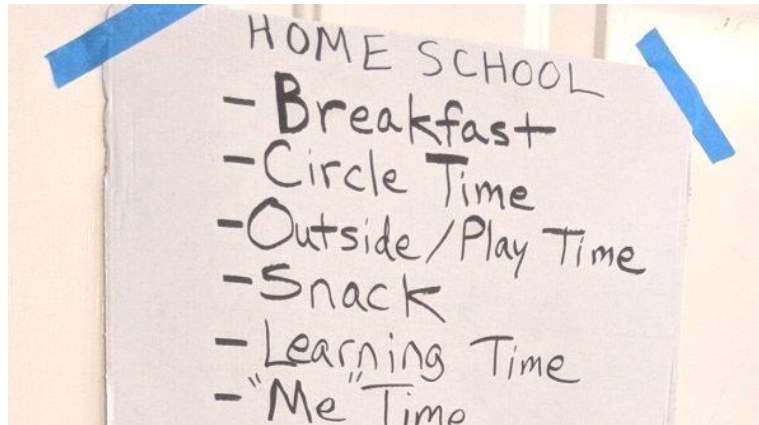 HOME SCHOOL
- Breakfast
- Circle Time
- Outside/Play Time
- Snack
- Learning Time
- "Me" Time